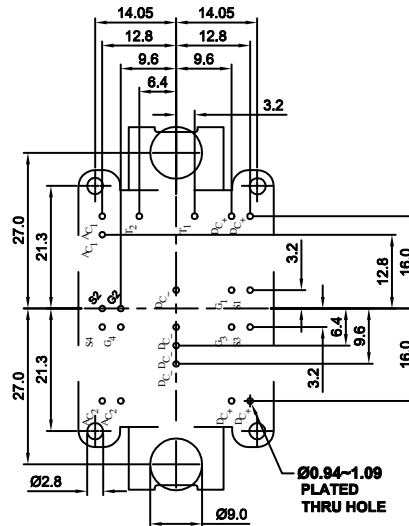 14.05 14.05
12.8 12.8
9.6 9.6
6.4
3.2
T2 T1 DC+ DC+
AC1
AC1
27.0
21.3
3.2
12.8
16.0
DC-
G1 S1
S2 G2
S4 G4
DC-
DC-
DC-
G3 S3
3.2
6.4
9.6
16.0
27.0
21.3
AC2 AC2
DC+ DC+
Ø2.8
Ø9.0
Ø0.94~1.09
PLATED
THRU HOLE